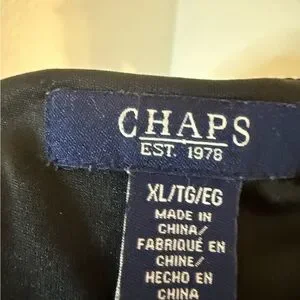 CHAPS
EST. 1978
XL/TG/EG
MADE IN
CHINA/
FABRIQUÉ EN
CHINE/
HECHO EN
CHINA